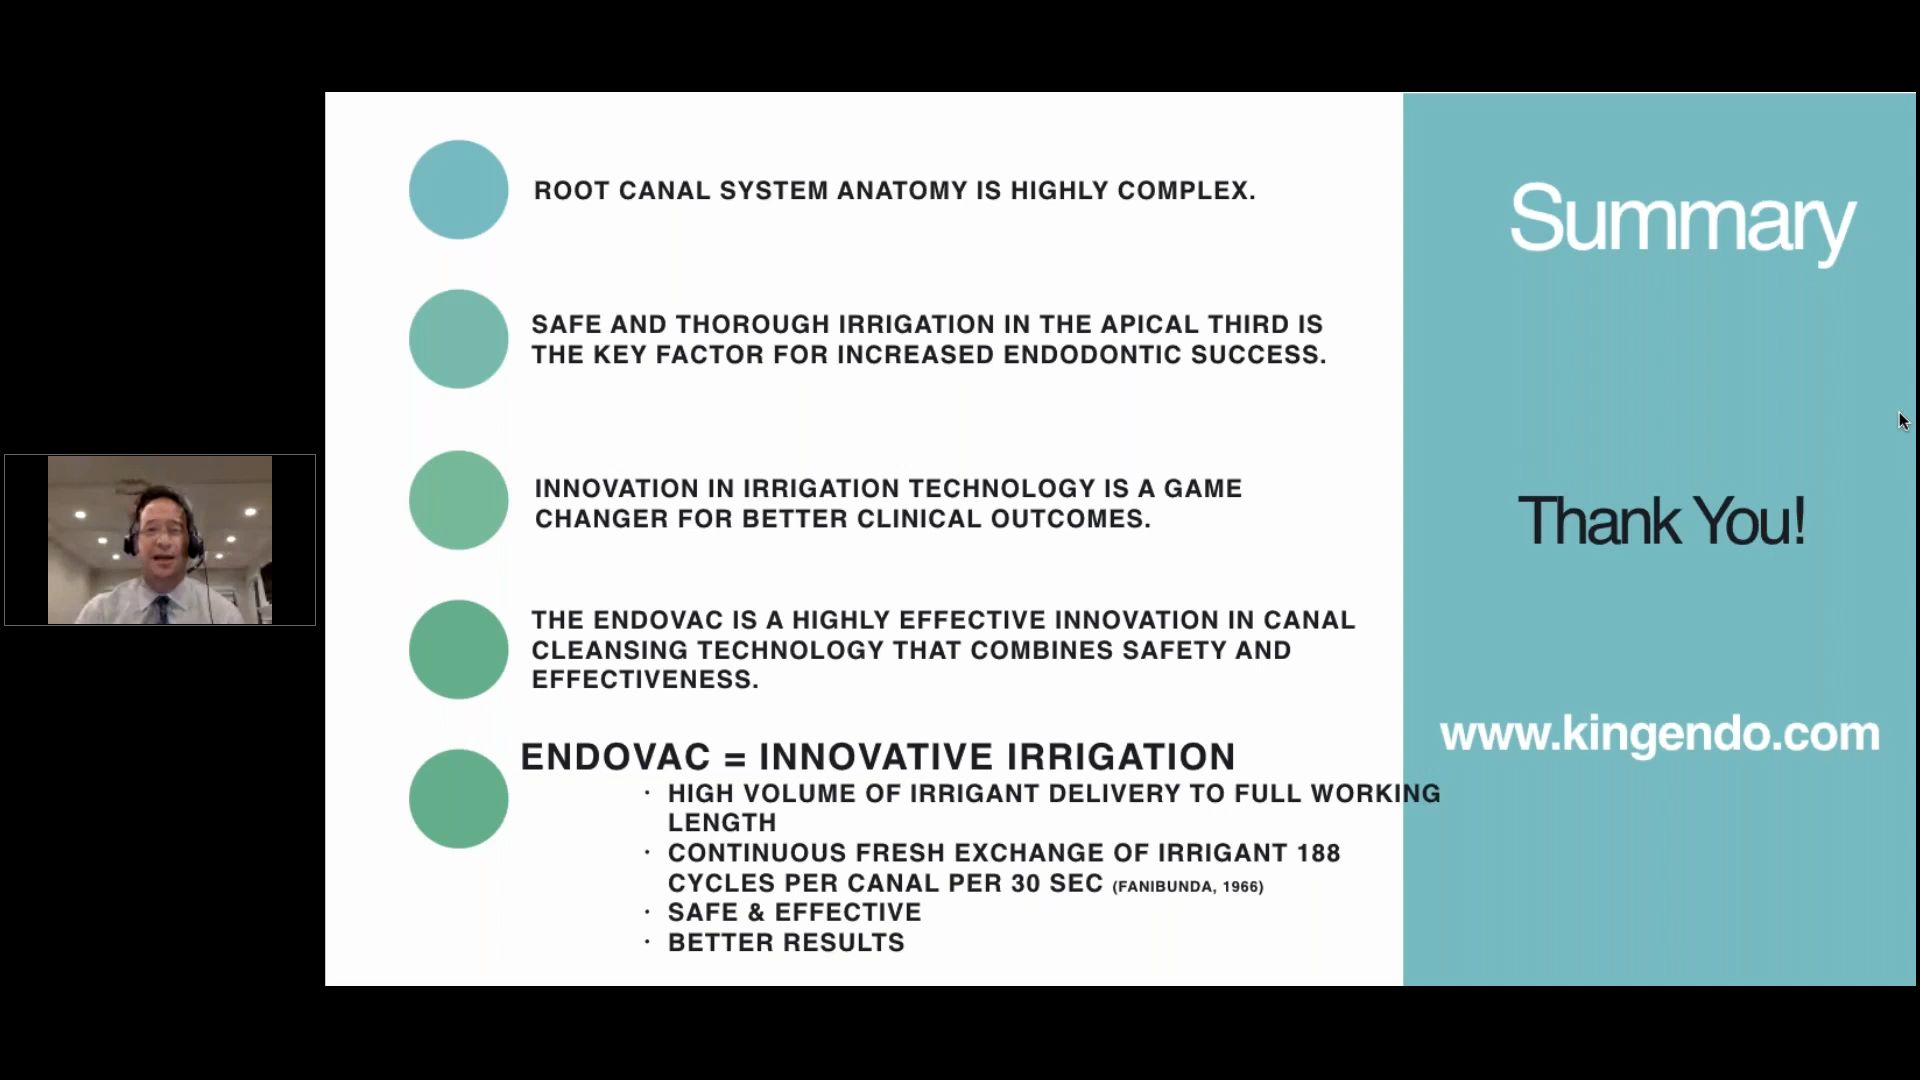 ROOT CANAL SYSTEM ANATOMY IS HIGHLY COMPLEX.
SAFE AND THOROUGH IRRIGATION IN THE APICAL THIRD IS
THE KEY FACTOR FOR INCREASED ENDODONTIC SUCCESS.
INNOVATION IN IRRIGATION TECHNOLOGY IS A GAME
CHANGER FOR BETTER CLINICAL OUTCOMES.
THE ENDOVAC IS A HIGHLY EFFECTIVE INNOVATION IN CANAL
CLEANSING TECHNOLOGY THAT COMBINES SAFETY AND
EFFECTIVENESS.
ENDOVAC = INNOVATIVE IRRIGATION
· HIGH VOLUME OF IRRIGANT DELIVERY TO FULL WORKING
LENGTH
· CONTINUOUS FRESH EXCHANGE OF IRRIGANT 188
CYCLES PER CANAL PER 30 SEC (FANIBUNDA, 1966)
· SAFE & EFFECTIVE
· BETTER RESULTS
Summary
Thank You!
www.kingendo.com